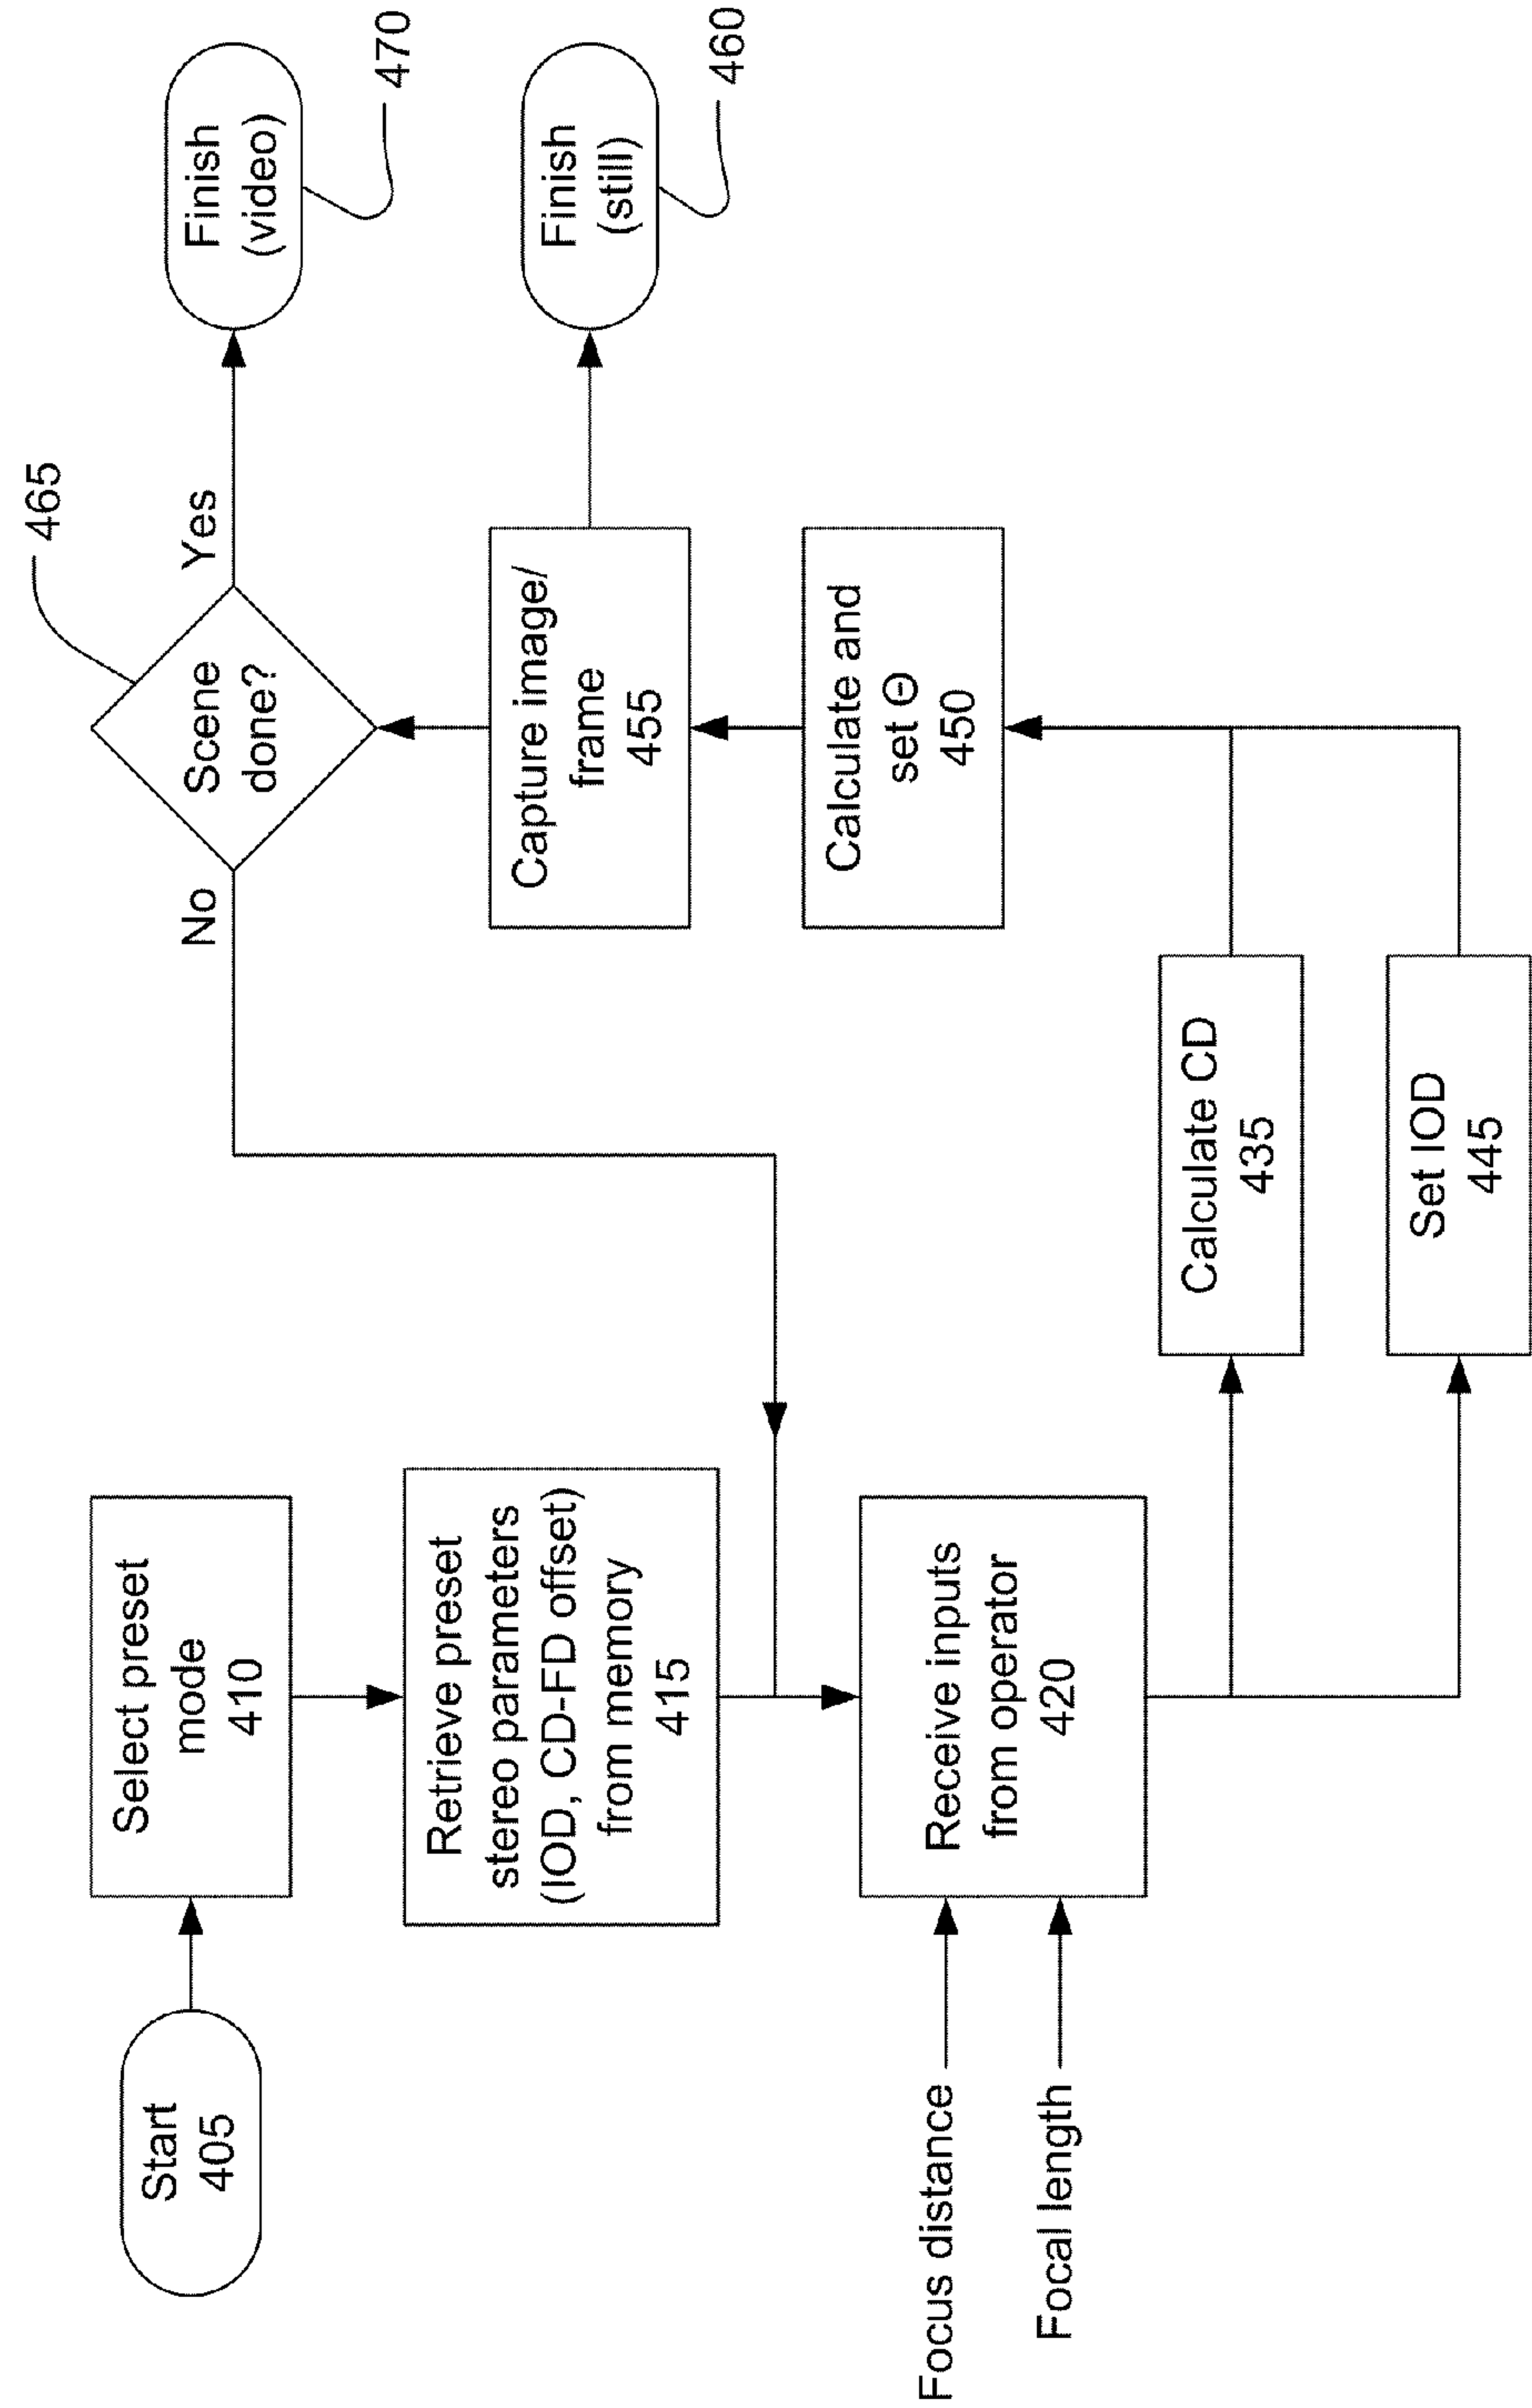 Start
405
Select preset
mode
410
Retrieve preset
stereo parameters
(IOD, CD-FD offset)
from memory
415
Focus distance
Focal length
Receive inputs
from operator
420
Calculate CD
435
Set IOD
445
Calculate and
set Θ
450
Capture image/
frame
455
Finish
(still)
460
Scene
done?
465
No
Yes
Finish
(video)
470